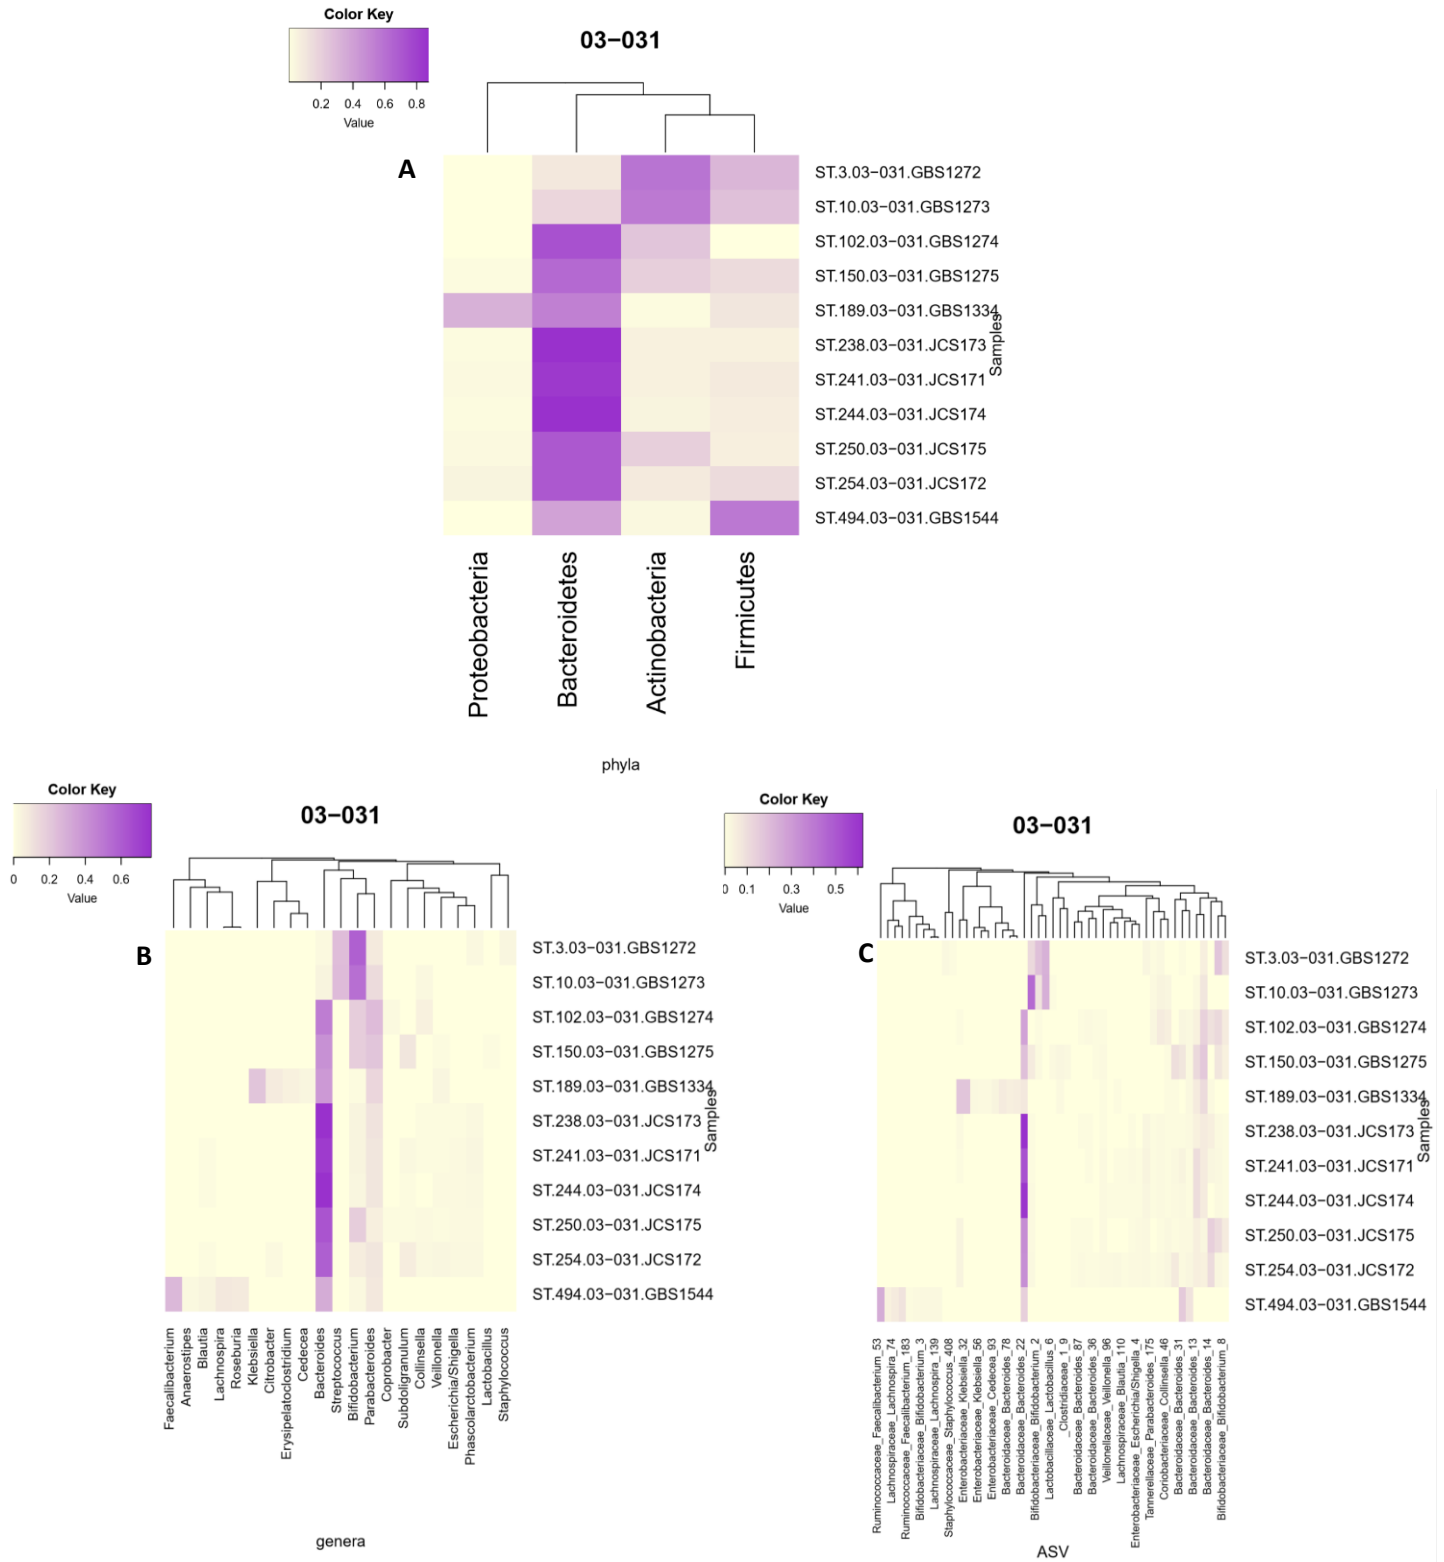 Color Key
0.2 0.4 0.6 0.8
Value
03−031
A
ST.3.03−031.GBS1272
ST.10.03−031.GBS1273
ST.102.03−031.GBS1274
ST.150.03−031.GBS1275
ST.189.03−031.GBS1334
ST.238.03−031.JCS173
ST.241.03−031.JCS171
ST.244.03−031.JCS174
ST.250.03−031.JCS175
ST.254.03−031.JCS172
ST.494.03−031.GBS1544
Samples
Proteobacteria
Bacteroidetes
Actinobacteria
Firmicutes
phyla
Color Key
0 0.2 0.4 0.6
Value
03−031
B
ST.3.03−031.GBS1272
ST.10.03−031.GBS1273
ST.102.03−031.GBS1274
ST.150.03−031.GBS1275
ST.189.03−031.GBS1334
ST.238.03−031.JCS173
ST.241.03−031.JCS171
ST.244.03−031.JCS174
ST.250.03−031.JCS175
ST.254.03−031.JCS172
ST.494.03−031.GBS1544
Samples
Faecalibacterium
Anaerostipes
Blautia
Lachnospira
Roseburia
Klebsiella
Citrobacter
Erysipelatoclostridium
Cedecea
Bacteroides
Streptococcus
Bifidobacterium
Parabacteroides
Coprobacter
Subdoligranulum
Collinsella
Veillonella
Escherichia/Shigella
Phascolarctobacterium
Lactobacillus
Staphylococcus
genera
Color Key
0 0.1 0.3 0.5
Value
03−031
C
ST.3.03−031.GBS1272
ST.10.03−031.GBS1273
ST.102.03−031.GBS1274
ST.150.03−031.GBS1275
ST.189.03−031.GBS1334
ST.238.03−031.JCS173
ST.241.03−031.JCS171
ST.244.03−031.JCS174
ST.250.03−031.JCS175
ST.254.03−031.JCS172
ST.494.03−031.GBS1544
Samples
Ruminococcaceae_Faecalibacterium_53
Lachnospiraceae_Lachnospira_74
Ruminococcaceae_Faecalibacterium_183
Bifidobacteriaceae_Bifidobacterium_3
Lachnospiraceae_Lachnospira_139
Staphylococcaceae_Staphylococcus_408
Enterobacteriaceae_Klebsiella_32
Enterobacteriaceae_Klebsiella_56
Enterobacteriaceae_Cedecea_93
Bacteroidaceae_Bacteroides_78
Bacteroidaceae_Bacteroides_22
Bifidobacteriaceae_Bifidobacterium_2
Lactobacillaceae_Lactobacillus_6
_Clostridiaceae_1_9
Bacteroidaceae_Bacteroides_87
Bacteroidaceae_Bacteroides_36
Veillonellaceae_Veillonella_96
Lachnospiraceae_Blautia_110
Enterobacteriaceae_Escherichia/Shigella_4
Tannerellaceae_Parabacteroides_175
Coriobacteriaceae_Collinsella_46
Bacteroidaceae_Bacteroides_31
Bacteroidaceae_Bacteroides_13
Bacteroidaceae_Bacteroides_14
Bifidobacteriaceae_Bifidobacterium_8
ASV